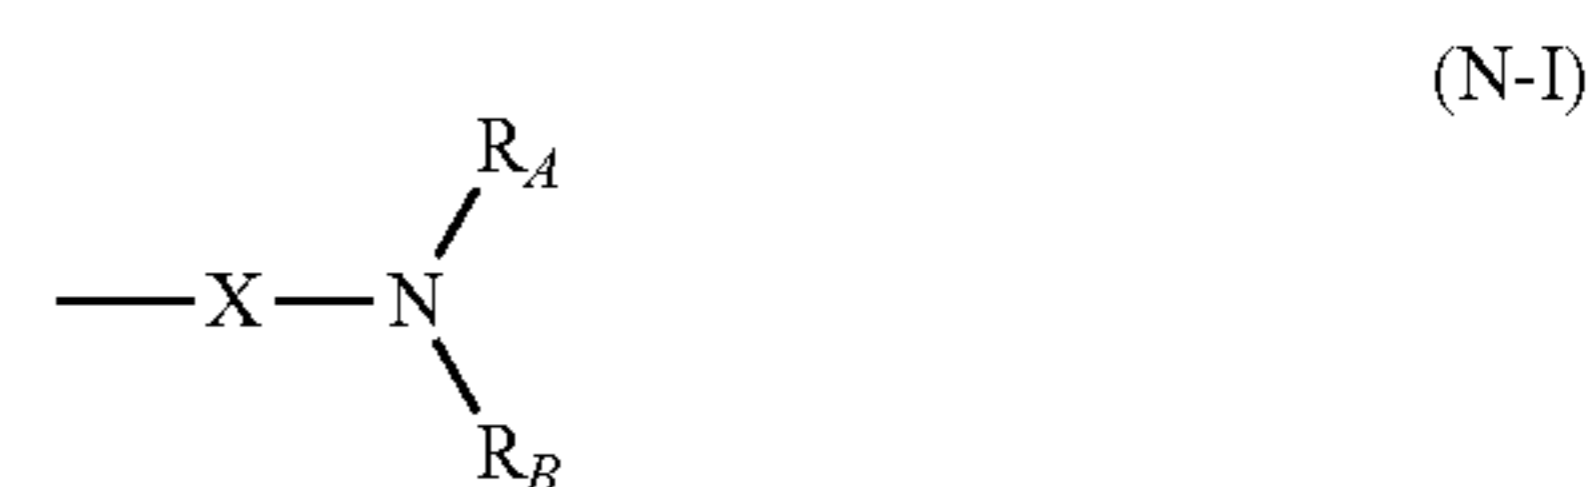 (N-I)
R_A
X N
R_B